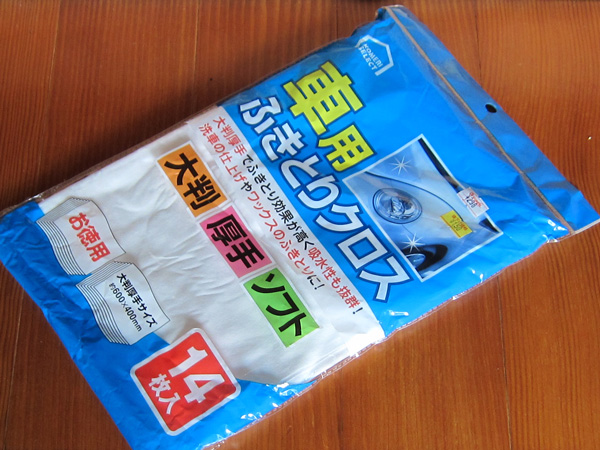 KOMERI
SELECT
車用
ふきとりクロス
大判厚手でふきとり効果が高く吸水性も抜群!
洗車の仕上げやワックスのふきとりに!
大判
厚手
ソフト
お徳用
大判厚手サイズ
約600×400mm
14
枚入